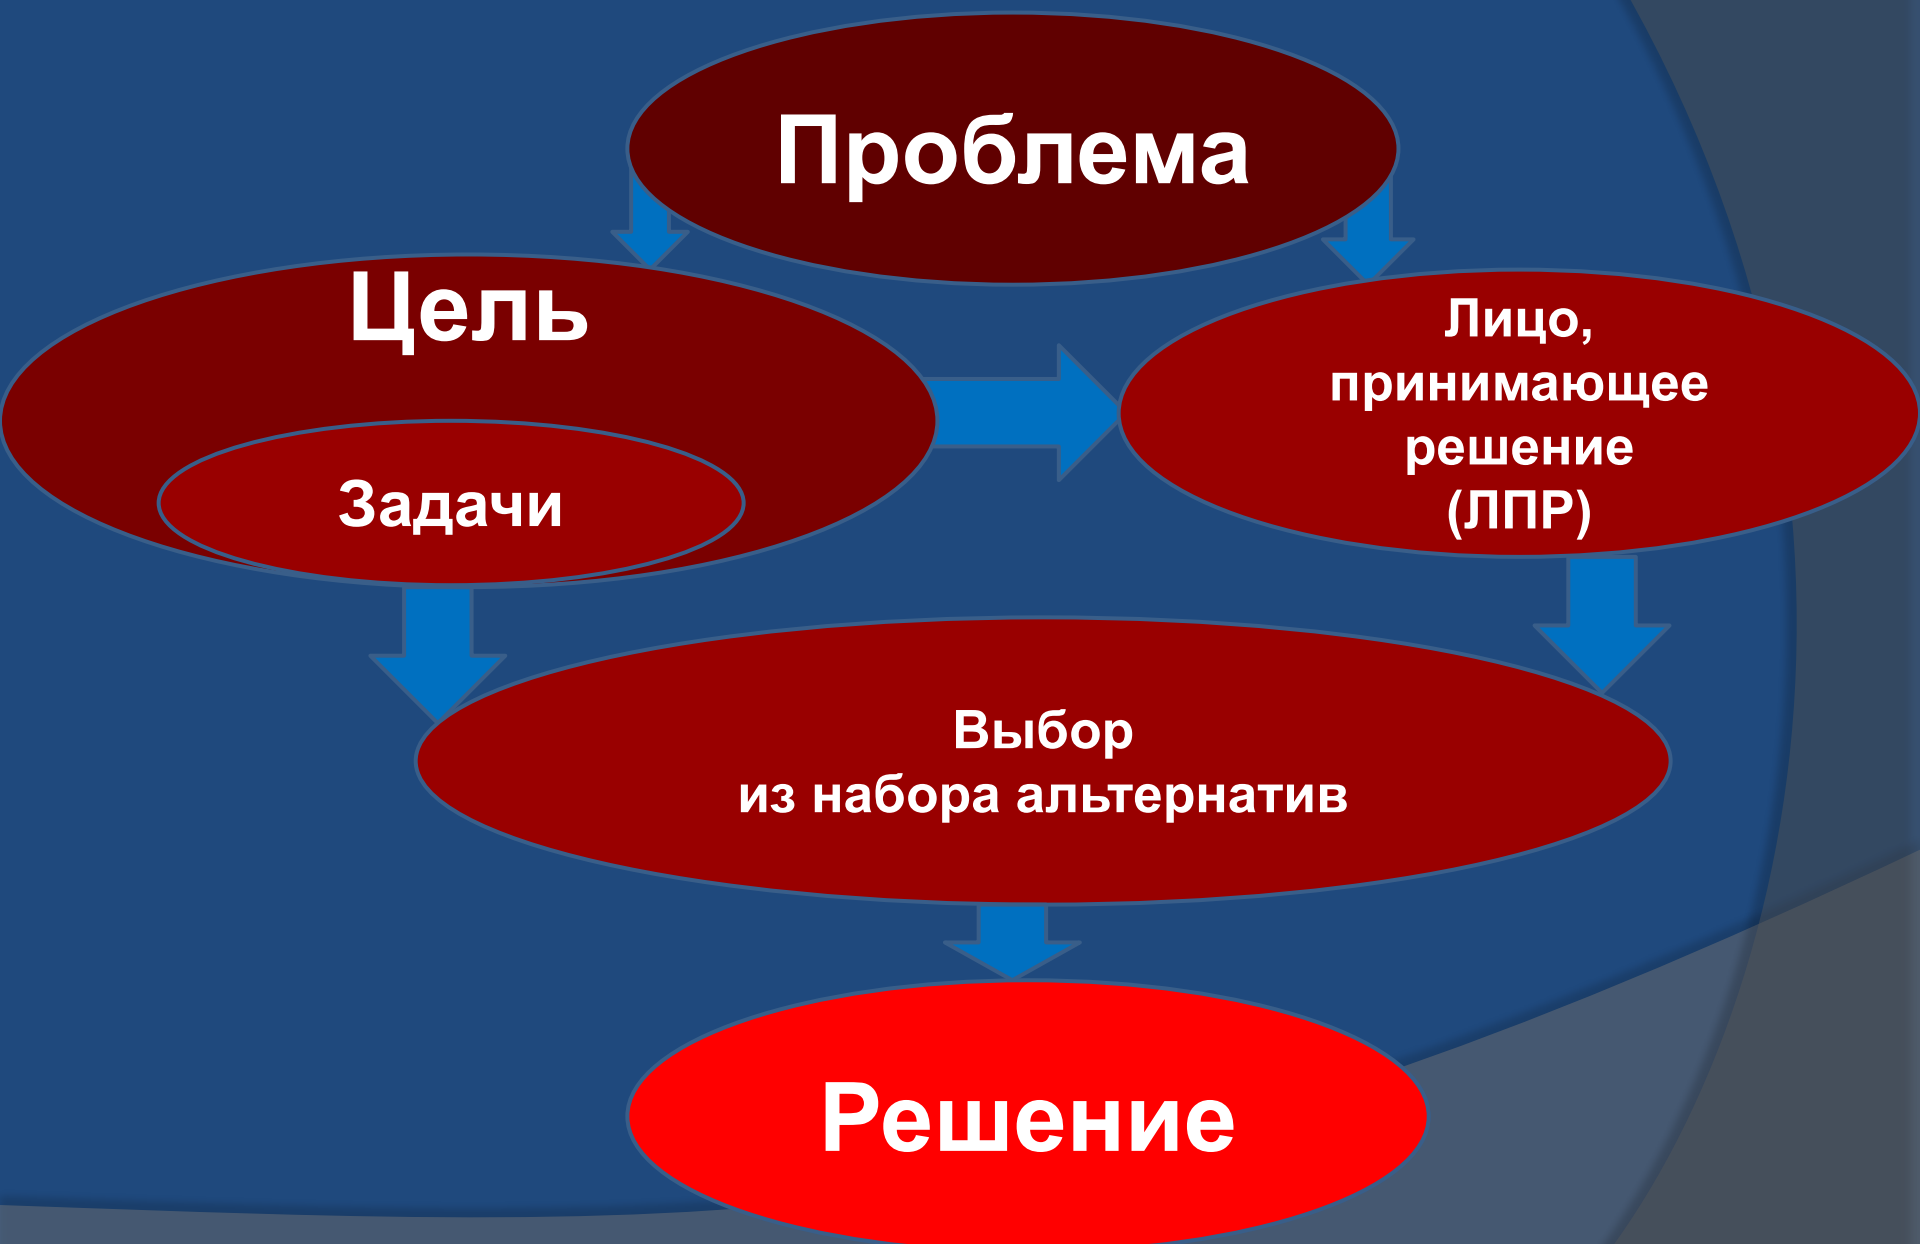 Проблема
Цель
Задачи
Лицо,
принимающее
решение
(ЛПР)
Выбор
из набора альтернатив
Решение